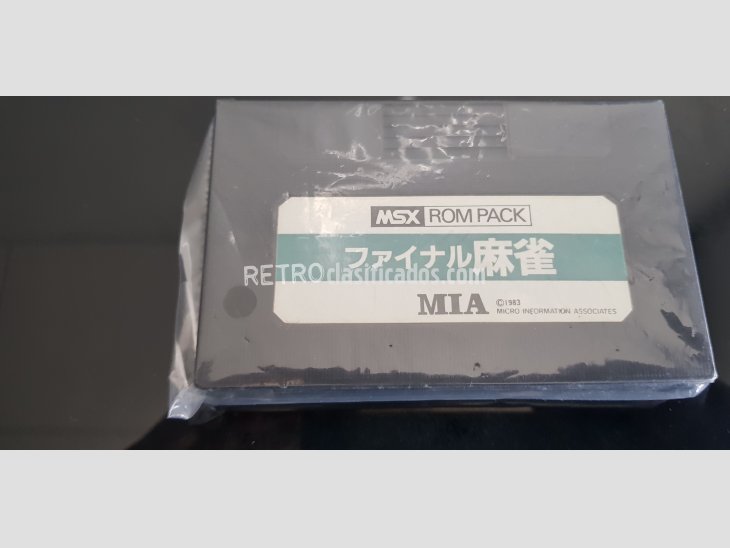 MSX ROM PACK
ファイナル麻雀
RETROclasificados.com
MIA ©1983
MICRO INFORMATION ASSOCIATES